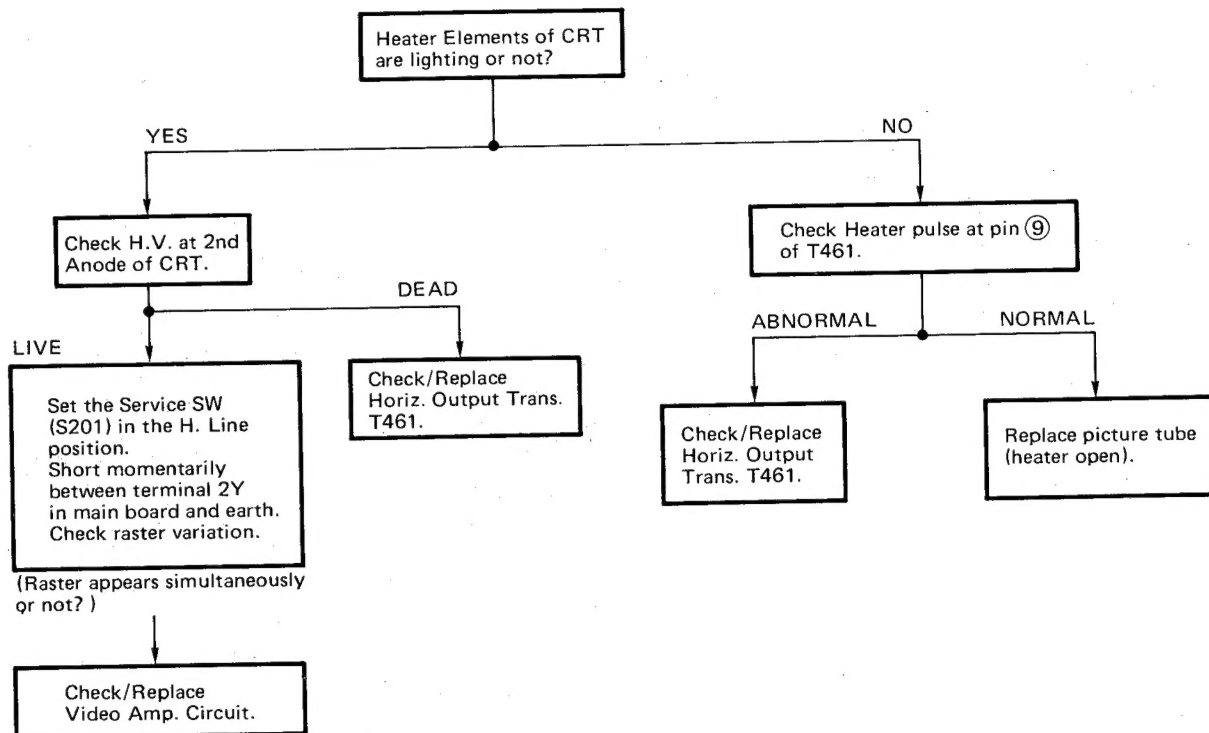 Heater Elements of CRT
are lighting or not?
YES
NO
Check H.V. at 2nd
Anode of CRT.
Check Heater pulse at pin ⑨
of T461.
DEAD
LIVE
ABNORMAL
NORMAL
Set the Service SW
(S201) in the H. Line
position.
Short momentarily
between terminal 2Y
in main board and earth.
Check raster variation.
Check/Replace
Horiz. Output Trans.
T461.
Check/Replace
Horiz. Output
Trans. T461.
Replace picture tube
(heater open).
(Raster appears simultaneously
or not? )
Check/Replace
Video Amp. Circuit.